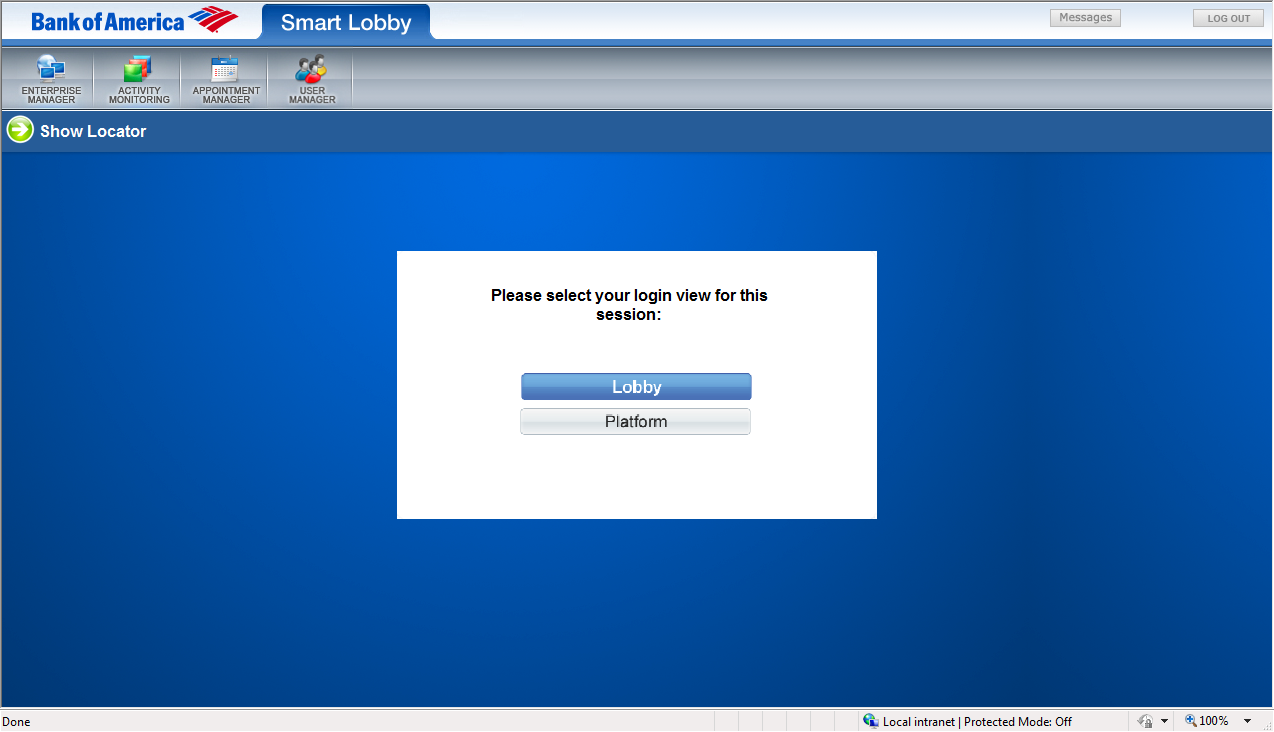 Bank of America
Smart Lobby
Messages
LOG OUT
ENTERPRISE
MANAGER
ACTIVITY
MONITORING
APPOINTMENT
MANAGER
USER
MANAGER
Show Locator
Please select your login view for this
session:
Lobby
Platform
Done
Local intranet | Protected Mode: Off
100%